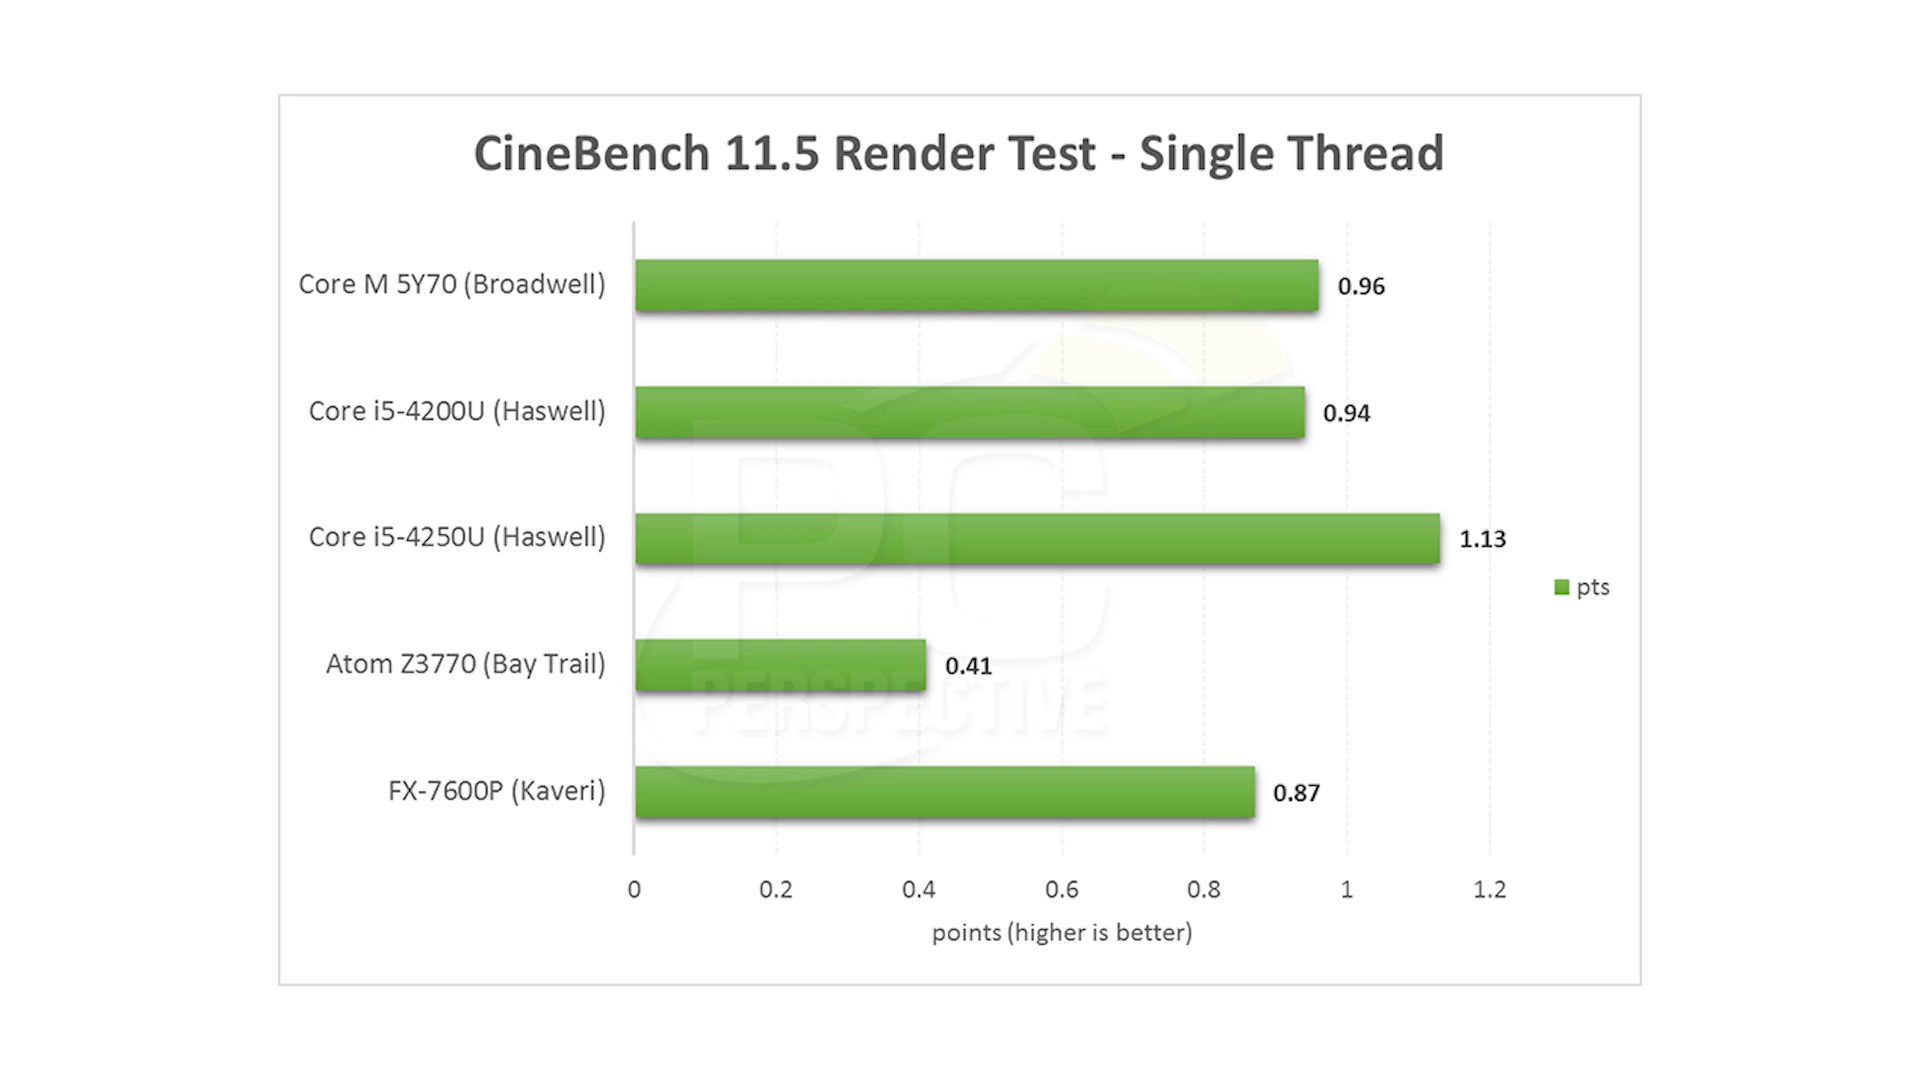 CineBench 11.5 Render Test - Single Thread
Core M 5Y70 (Broadwell)
0.96
Core i5-4200U (Haswell)
0.94
Core i5-4250U (Haswell)
1.13
pts
Atom Z3770 (Bay Trail)
0.41
FX-7600P (Kaveri)
0.87
0 0.2 0.4 0.6 0.8 1 1.2
points (higher is better)
PC
PERSPECTIVE